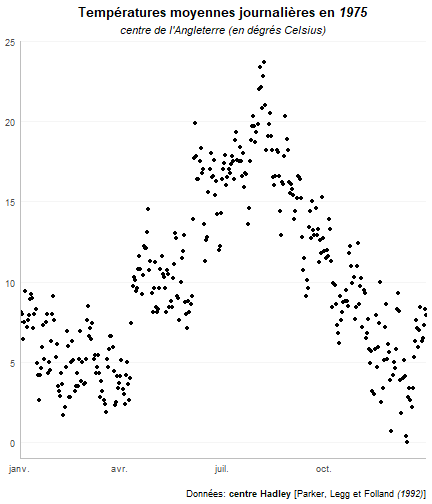 Températures moyennes journalières en 1975
centre de l'Angleterre (en dégrés Celsius)
25
20
15
10
5
0
janv.
avr.
juil.
oct.
Données: centre Hadley [Parker, Legg et Folland (1992)]